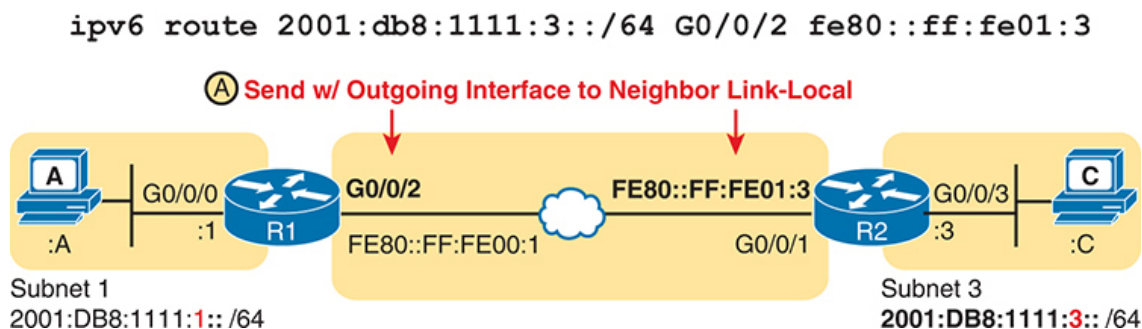 ipv6 route 2001:db8:1111:3::/64 G0/0/2 fe80::ff:fe01:3
A Send w/ Outgoing Interface to Neighbor Link-Local
A
:A
G0/0/0
:1
R1
G0/0/2
FE80::FF:FE00:1
FE80::FF:FE01:3
G0/0/1
R2
G0/0/3
:3
C
:C
Subnet 1
2001:DB8:1111:1:: /64
Subnet 3
2001:DB8:1111:3:: /64